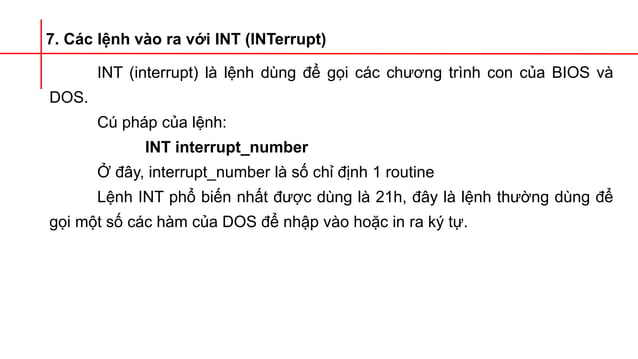 7. Các lệnh vào ra với INT (INTerrupt)
INT (interrupt) là lệnh dùng để gọi các chương trình con của BIOS và
DOS.
Cú pháp của lệnh:
INT interrupt_number
Ở đây, interrupt_number là số chỉ định 1 routine
Lệnh INT phổ biến nhất được dùng là 21h, đây là lệnh thường dùng để
gọi một số các hàm của DOS để nhập vào hoặc in ra ký tự.